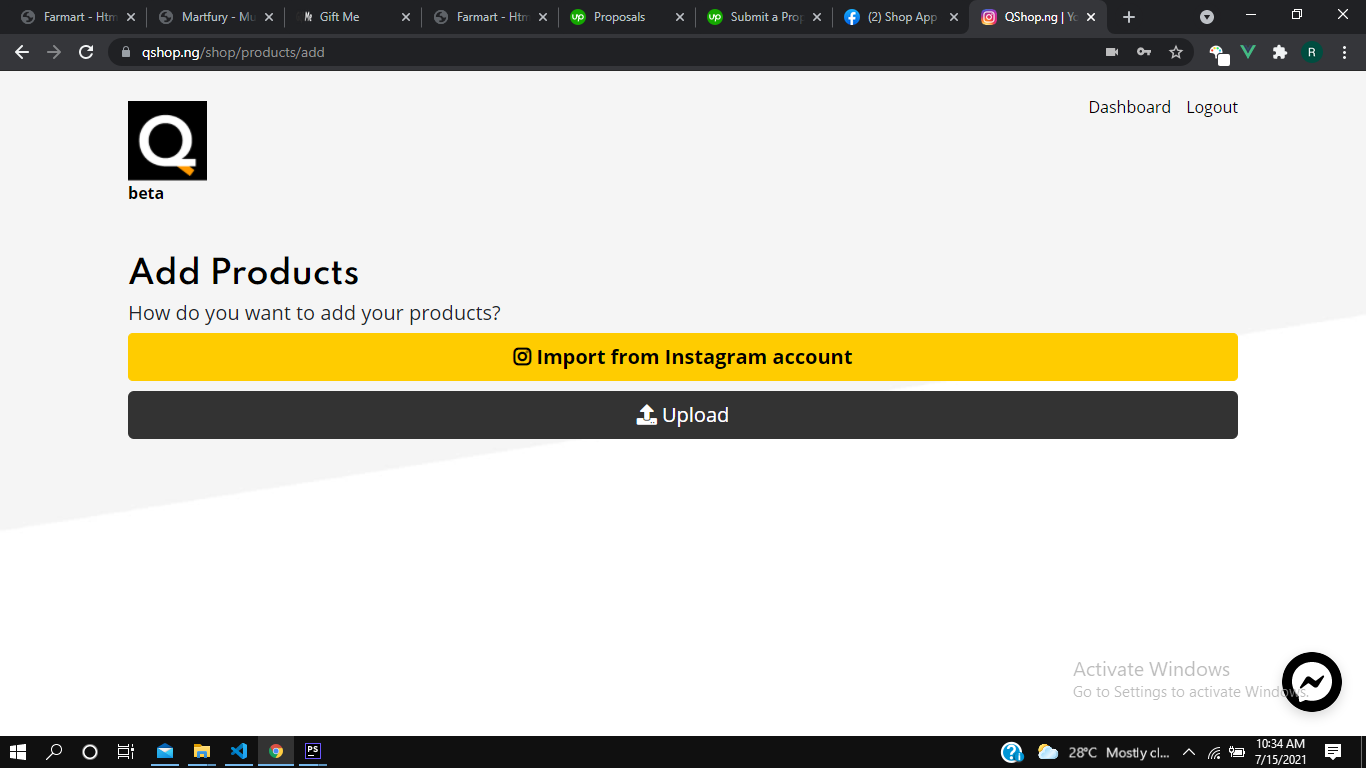 Farmart - Htm
Martfury - Mu
Gift Me
Farmart - Htm
up
Proposals
up
Submit a Prop
(2) Shop App
QShop.ng | Yo
qshop.ng/shop/products/add
R
Dashboard
Logout
Q
beta
Add Products
How do you want to add your products?
Import from Instagram account
Upload
Activate Windows
Go to Settings to activate Windows.
PS
28°C Mostly cl...
10:34 AM
7/15/2021